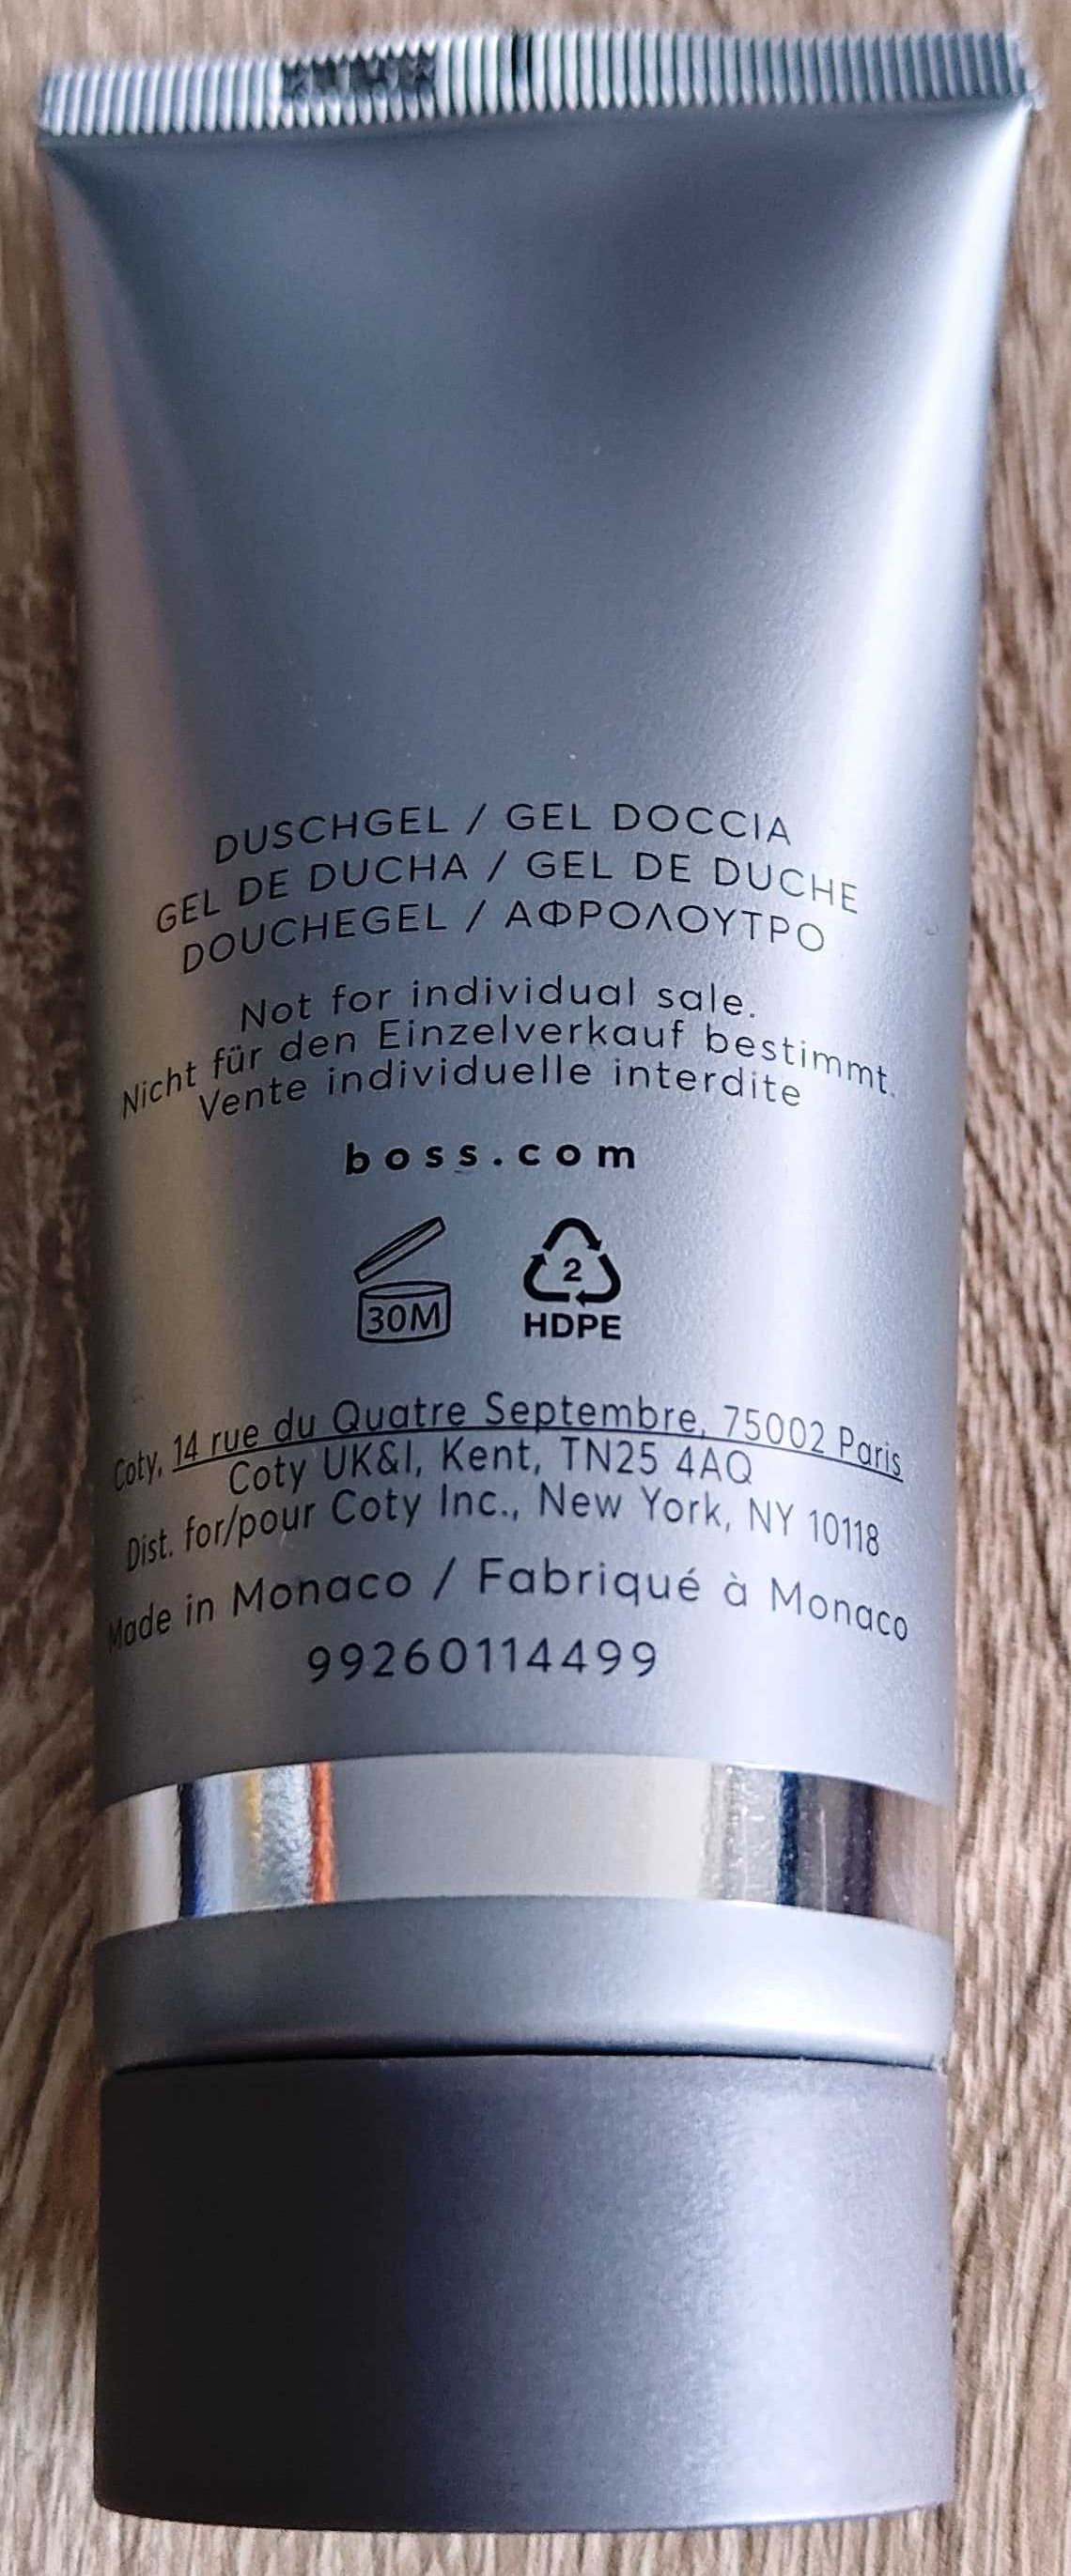 DUSCHGEL / GEL DOCCIA
GEL DE DUCHA / GEL DE DUCHE
DOUCHEGEL / ΑΦΡΟΛΟΥΤΡΟ
Not for individual sale.
Nicht für den Einzelverkauf bestimmt.
Vente individuelle interdite
boss.com
30M
2
HDPE
Coty, 14 rue du Quatre Septembre, 75002 Paris
Coty UK&I, Kent, TN25 4AQ
Dist. for/pour Coty Inc., New York, NY 10118
Made in Monaco / Fabriqué à Monaco
99260114499